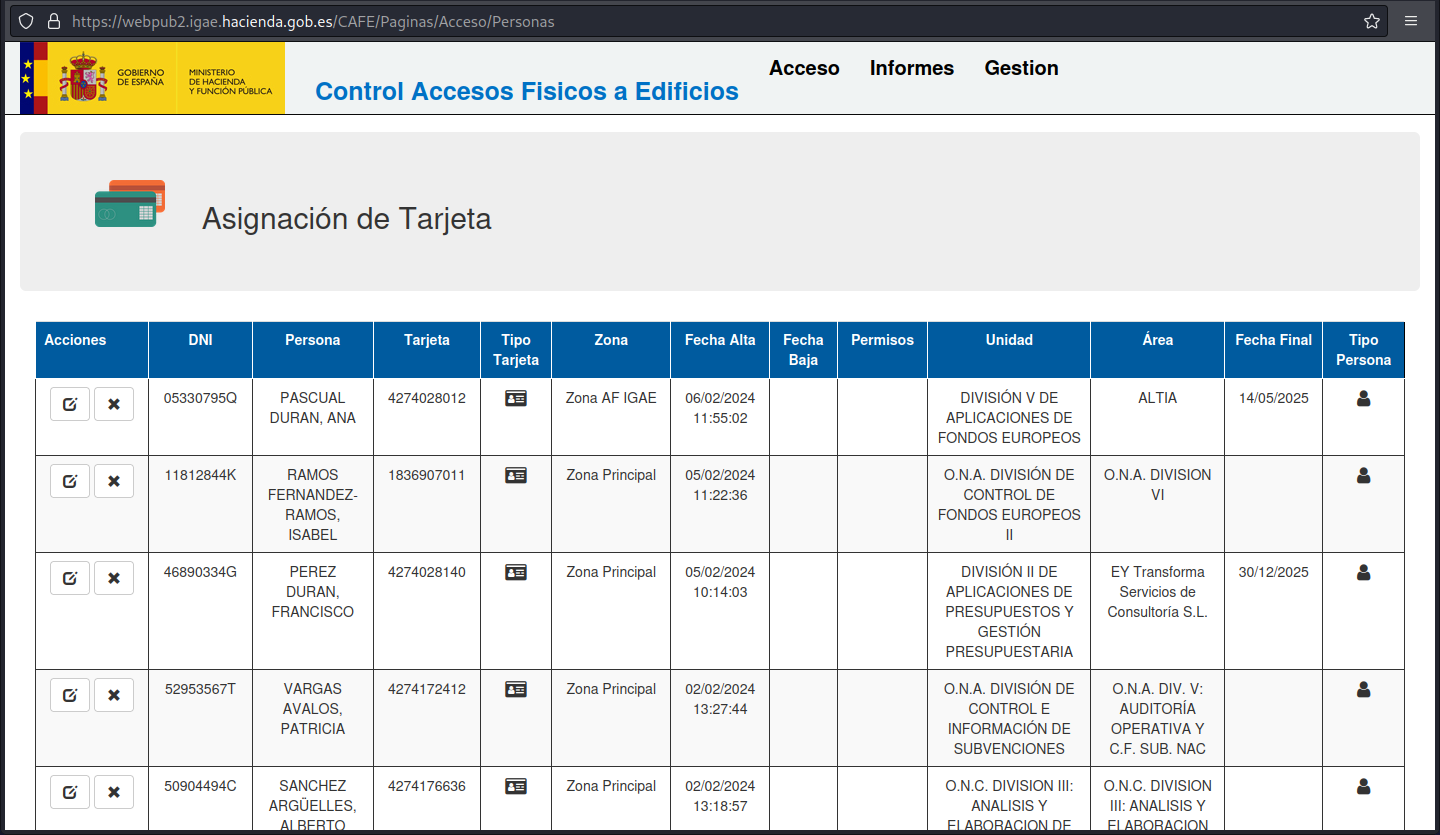 https://webpub2.igae.hacienda.gob.es/CAFE/Paginas/Acceso/Personas
GOBIERNO
DE ESPAÑA
MINISTERIO
DE HACIENDA
Y FUNCIÓN PÚBLICA
Control Accesos Fisicos a Edificios
Acceso Informes Gestion
Asignación de Tarjeta
Acciones DNI Persona Tarjeta Tipo Zona Fecha Alta Fecha Permisos Unidad Área Fecha Final Tipo
Tarjeta Baja Persona
05330795Q PASCUAL 4274028012 Zona AF IGAE 06/02/2024 DIVISIÓN V DE ALTIA 14/05/2025
DURAN, ANA 11:55:02 APLICACIONES DE
FONDOS EUROPEOS
11812844K RAMOS 1836907011 Zona Principal 05/02/2024 O.N.A. DIVISIÓN DE O.N.A. DIVISION
FERNANDEZ- 11:22:36 CONTROL DE VI
RAMOS, FONDOS EUROPEOS
ISABEL II
46890334G PEREZ 4274028140 Zona Principal 05/02/2024 DIVISIÓN II DE EY Transforma 30/12/2025
DURAN, 10:14:03 APLICACIONES DE Servicios de
FRANCISCO PRESUPUESTOS Y Consultoría S.L.
GESTIÓN
PRESUPUESTARIA
52953567T VARGAS 4274172412 Zona Principal 02/02/2024 O.N.A. DIVISIÓN DE O.N.A. DIV. V:
AVALOS, 13:27:44 CONTROL E AUDITORÍA
PATRICIA INFORMACIÓN DE OPERATIVA Y
SUBVENCIONES C.F. SUB. NAC
50904494C SANCHEZ 4274176636 Zona Principal 02/02/2024 O.N.C. DIVISION III: O.N.C. DIVISION
ARGÜELLES, 13:18:57 ANALISIS Y III: ANALISIS Y
ALBERTO ELABORACION DE ELABORACION